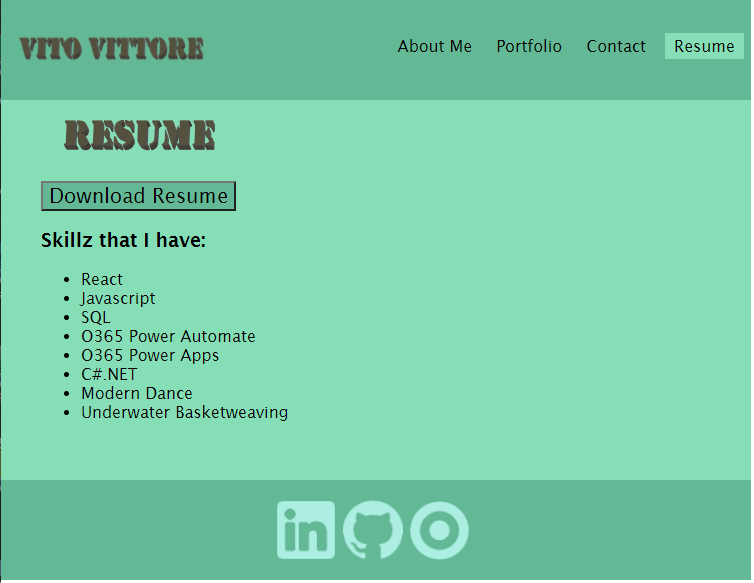 VITO VITTORE
About Me Portfolio Contact Resume
RESUME
Download Resume
Skillz that I have:
• React
• Javascript
• SQL
• O365 Power Automate
• O365 Power Apps
• C#.NET
• Modern Dance
• Underwater Basketweaving
in